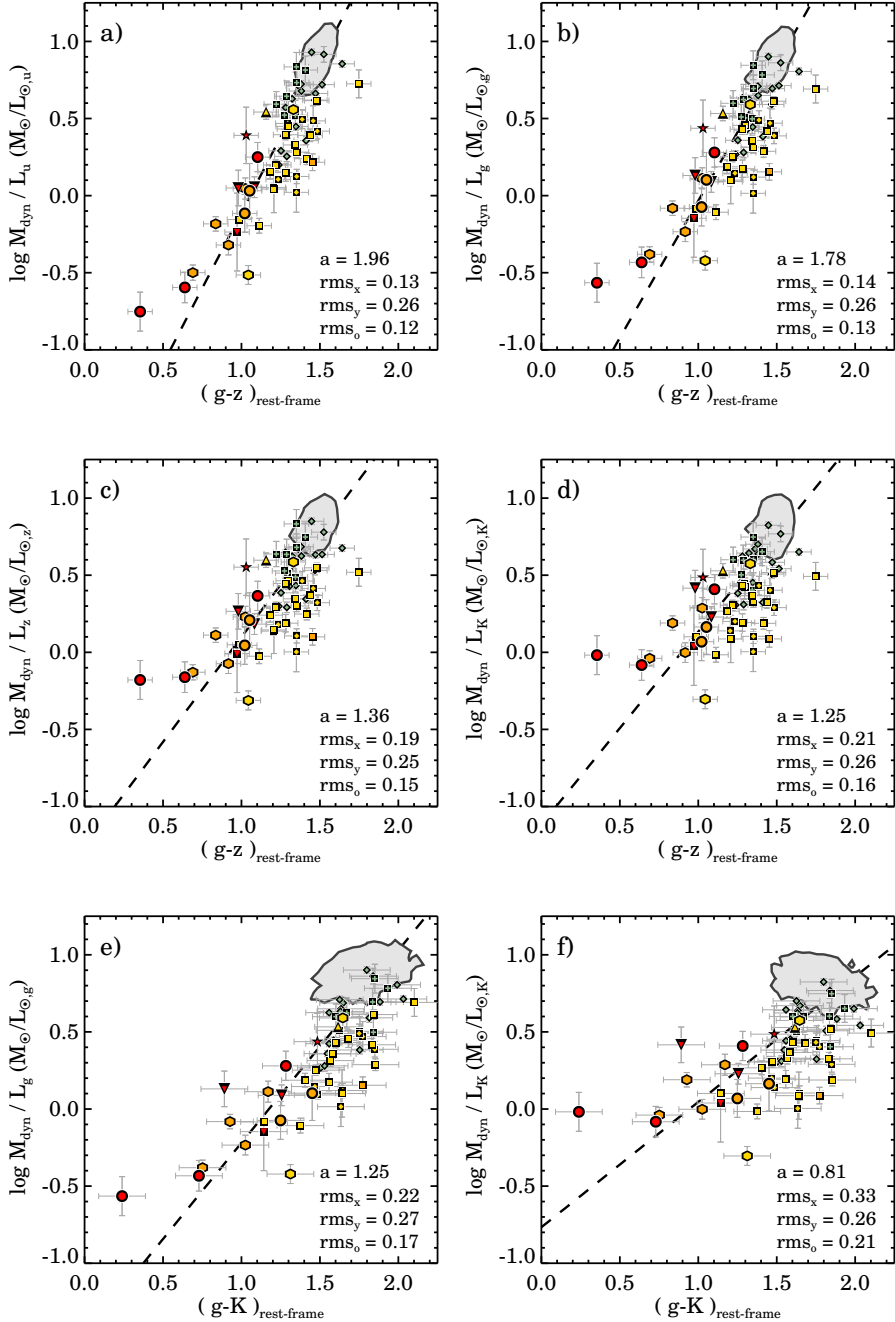 a)
log M_dyn / L_u (M_⊙/L_⊙,u)
1.0
0.5
0.0
-0.5
-1.0
a = 1.96
rms_x = 0.13
rms_y = 0.26
rms_o = 0.12
0.0 0.5 1.0 1.5 2.0
( g-z )_rest-frame
b)
log M_dyn / L_g (M_⊙/L_⊙,g)
1.0
0.5
0.0
-0.5
-1.0
a = 1.78
rms_x = 0.14
rms_y = 0.26
rms_o = 0.13
0.0 0.5 1.0 1.5 2.0
( g-z )_rest-frame
c)
log M_dyn / L_z (M_⊙/L_⊙,z)
1.0
0.5
0.0
-0.5
-1.0
a = 1.36
rms_x = 0.19
rms_y = 0.25
rms_o = 0.15
0.0 0.5 1.0 1.5 2.0
( g-z )_rest-frame
d)
log M_dyn / L_K (M_⊙/L_⊙,K)
1.0
0.5
0.0
-0.5
-1.0
a = 1.25
rms_x = 0.21
rms_y = 0.26
rms_o = 0.16
0.0 0.5 1.0 1.5 2.0
( g-z )_rest-frame
e)
log M_dyn / L_g (M_⊙/L_⊙,g)
1.0
0.5
0.0
-0.5
-1.0
a = 1.25
rms_x = 0.22
rms_y = 0.27
rms_o = 0.17
0.0 0.5 1.0 1.5 2.0
( g-K )_rest-frame
f)
log M_dyn / L_K (M_⊙/L_⊙,K)
1.0
0.5
0.0
-0.5
-1.0
a = 0.81
rms_x = 0.33
rms_y = 0.26
rms_o = 0.21
0.0 0.5 1.0 1.5 2.0
( g-K )_rest-frame